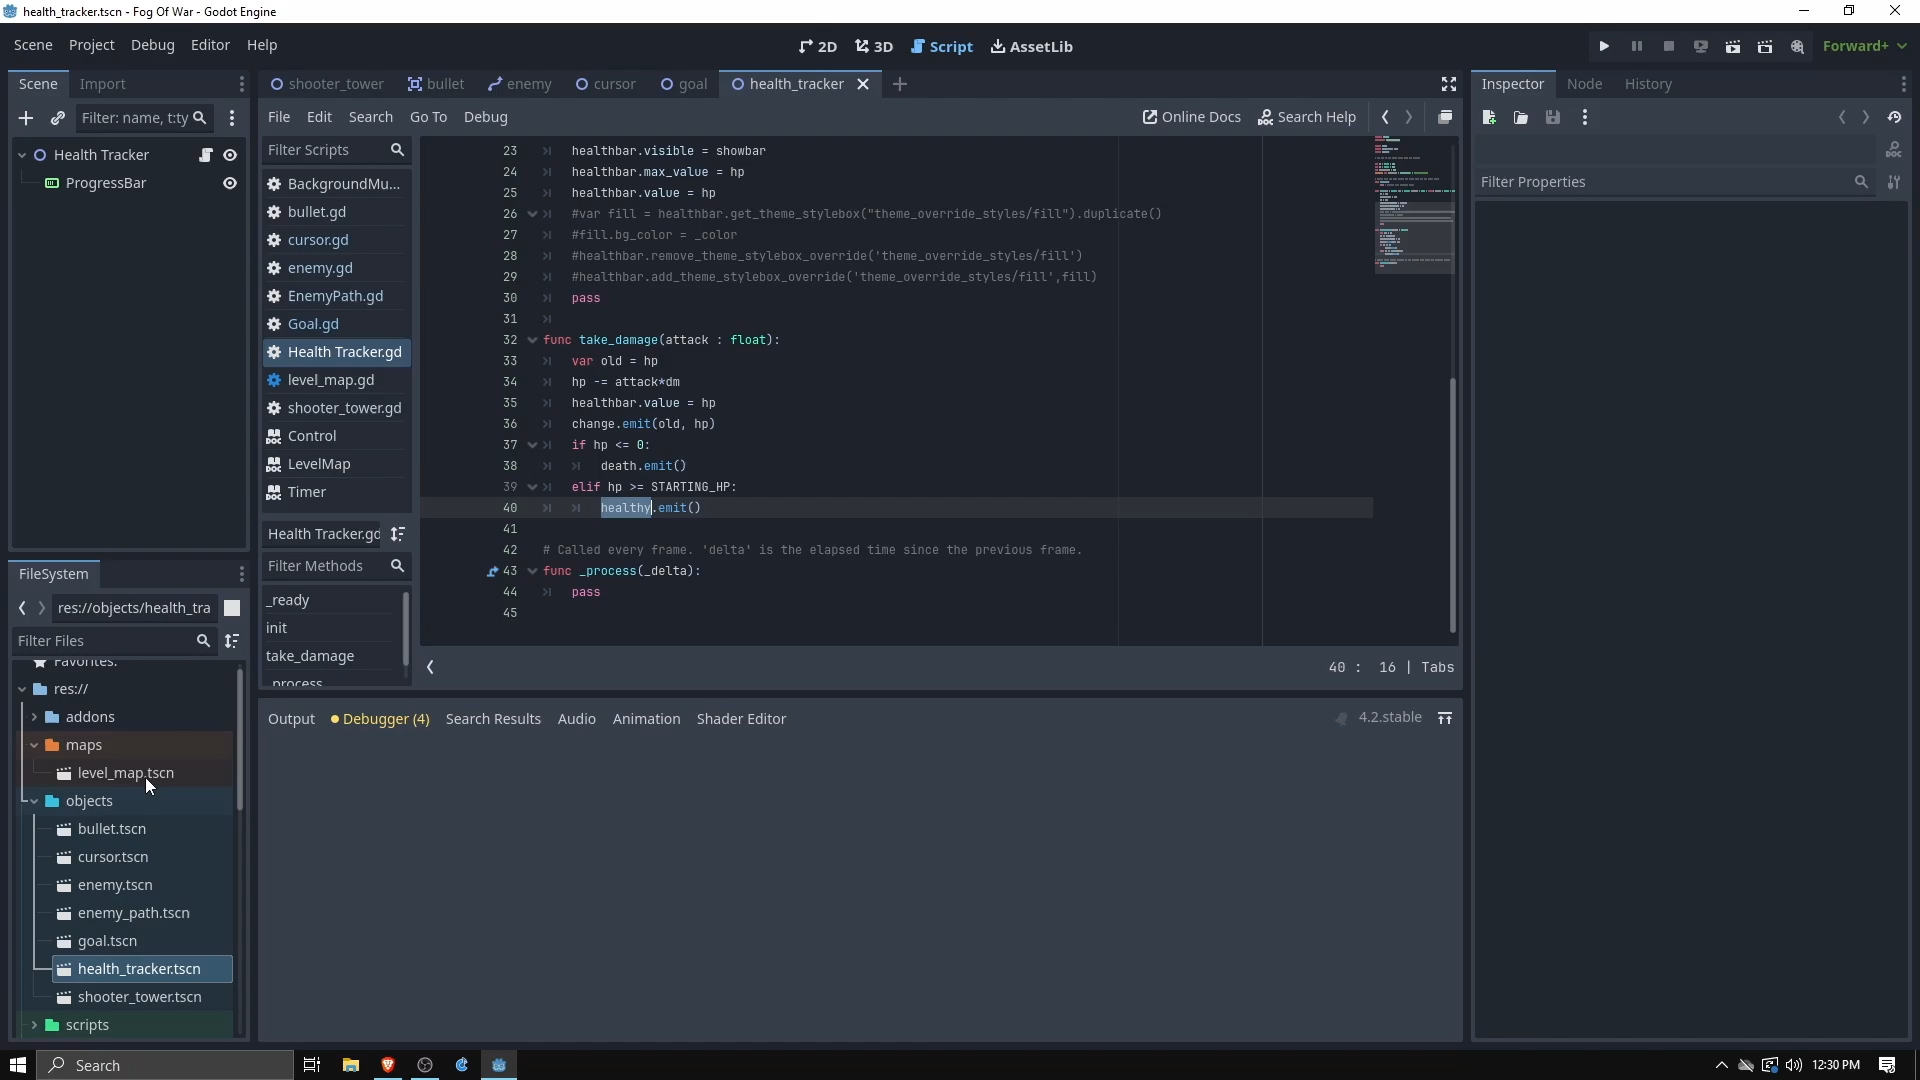 health_tracker.tscn - Fog Of War - Godot Engine
Scene Project Debug Editor Help
2D 3D Script AssetLib
Forward+
Scene Import
shooter_tower bullet enemy cursor goal health_tracker
Inspector Node History
Filter: name, t:ty
File Edit Search Go To Debug
Online Docs Search Help
Health Tracker
ProgressBar
Filter Scripts
BackgroundMu...
bullet.gd
cursor.gd
enemy.gd
EnemyPath.gd
Goal.gd
Health Tracker.gd
level_map.gd
shooter_tower.gd
Control
LevelMap
Timer
Health Tracker.gd
Filter Methods
_ready
init
take_damage
_process
23 healthbar.visible = showbar
24 healthbar.max_value = hp
25 healthbar.value = hp
26 #var fill = healthbar.get_theme_stylebox("theme_override_styles/fill").duplicate()
27 #fill.bg_color = _color
28 #healthbar.remove_theme_stylebox_override('theme_override_styles/fill')
29 #healthbar.add_theme_stylebox_override('theme_override_styles/fill',fill)
30 pass
31
32 func take_damage(attack : float):
33 var old = hp
34 hp -= attack*dm
35 healthbar.value = hp
36 change.emit(old, hp)
37 if hp <= 0:
38 death.emit()
39 elif hp >= STARTING_HP:
40 healthy.emit()
41
42 # Called every frame. 'delta' is the elapsed time since the previous frame.
43 func _process(_delta):
44 pass
45
40 : 16 | Tabs
Filter Properties
FileSystem
res://objects/health_tra
Filter Files
Favorites:
res://
addons
maps
level_map.tscn
objects
bullet.tscn
cursor.tscn
enemy.tscn
enemy_path.tscn
goal.tscn
health_tracker.tscn
shooter_tower.tscn
scripts
Output Debugger (4) Search Results Audio Animation Shader Editor
4.2.stable
Search
12:30 PM